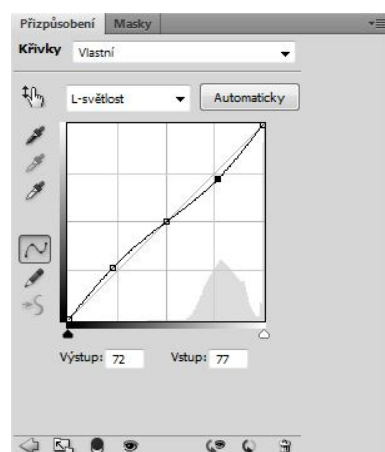 Přizpůsobení Masky
Křivky Vlastní
L-světlost Automaticky
Výstup: 72 Vstup: 77